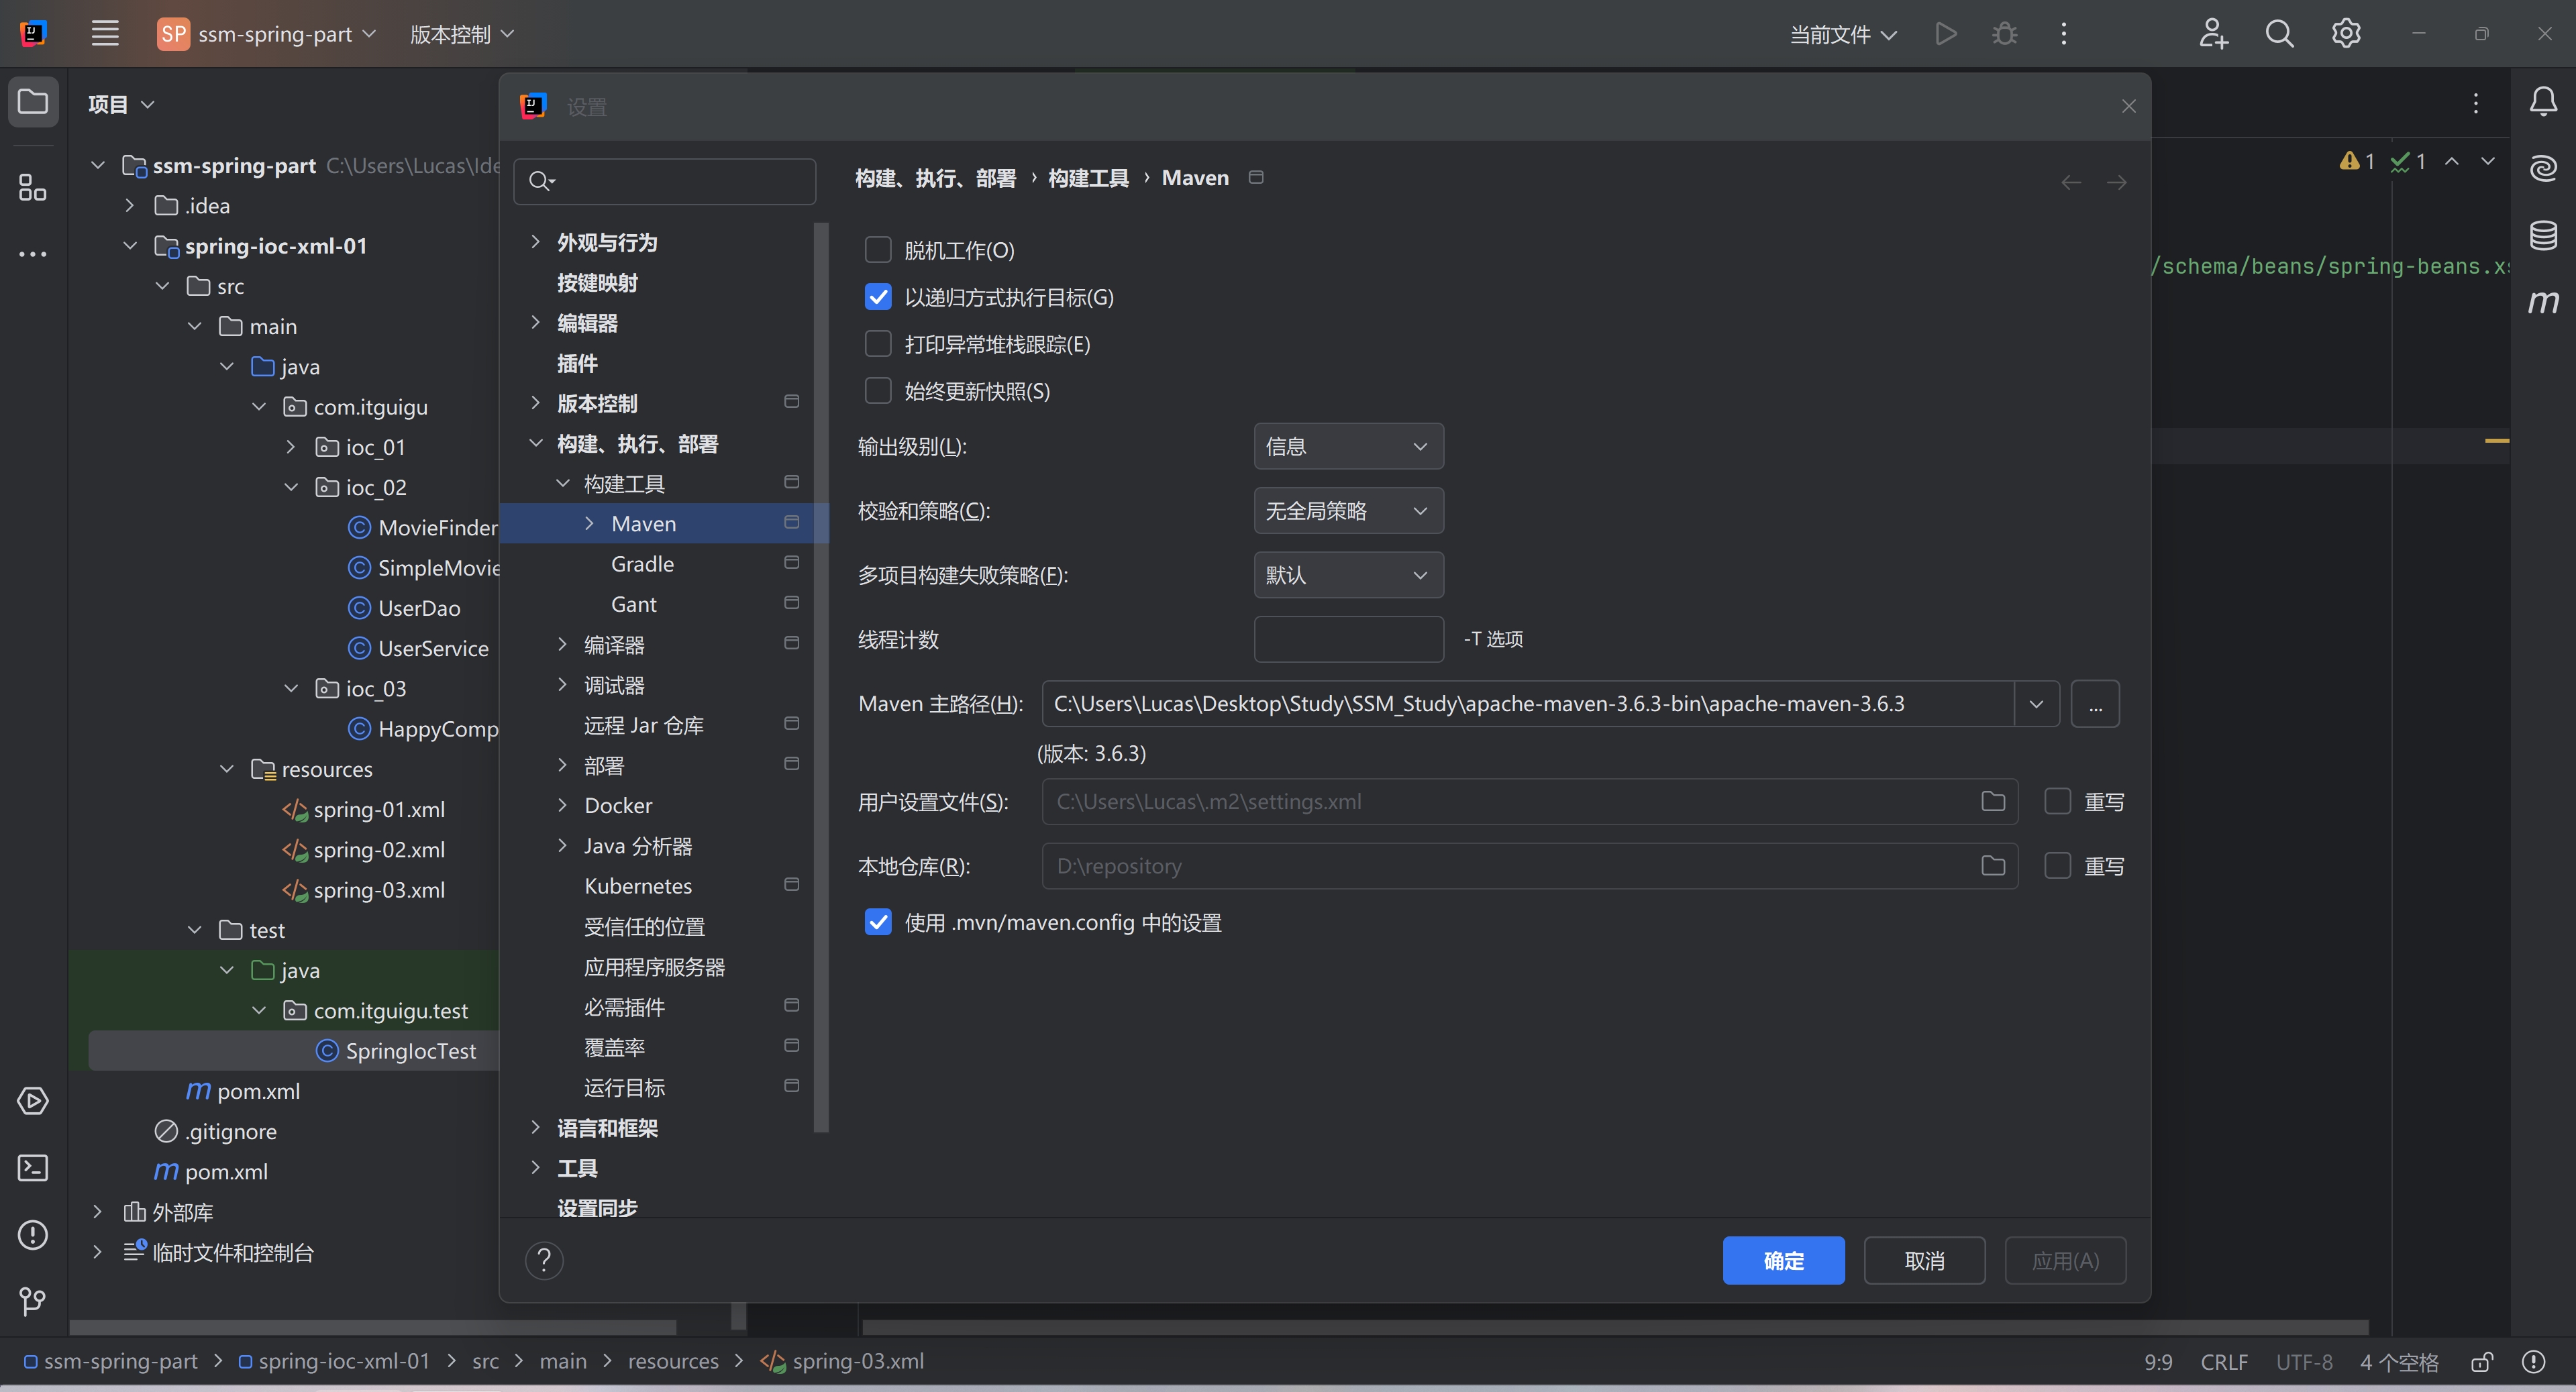 SP ssm-spring-part 版本控制 当前文件
项目
ssm-spring-part C:\Users\Lucas\Ide
.idea
spring-ioc-xml-01
src
main
java
com.itguigu
ioc_01
ioc_02
MovieFinder
SimpleMovie
UserDao
UserService
ioc_03
HappyComp
resources
spring-01.xml
spring-02.xml
spring-03.xml
test
java
com.itguigu.test
SpringIocTest
pom.xml
.gitignore
pom.xml
外部库
临时文件和控制台
设置
外观与行为
按键映射
编辑器
插件
版本控制
构建、执行、部署
构建工具
Maven
Gradle
Gant
编译器
调试器
远程 Jar 仓库
部署
Docker
Java 分析器
Kubernetes
受信任的位置
应用程序服务器
必需插件
覆盖率
运行目标
语言和框架
工具
设置同步
构建、执行、部署 › 构建工具 › Maven
脱机工作(O)
以递归方式执行目标(G)
打印异常堆栈跟踪(E)
始终更新快照(S)
输出级别(L): 信息
校验和策略(C): 无全局策略
多项目构建失败策略(F): 默认
线程计数 -T 选项
Maven 主路径(H): C:\Users\Lucas\Desktop\Study\SSM_Study\apache-maven-3.6.3-bin\apache-maven-3.6.3 ...
(版本: 3.6.3)
用户设置文件(S): C:\Users\Lucas\.m2\settings.xml 重写
本地仓库(R): D:\repository 重写
使用 .mvn/maven.config 中的设置
? 确定 取消 应用(A)
1 1
/schema/beans/spring-beans.xs
m
ssm-spring-part > spring-ioc-xml-01 > src > main > resources > spring-03.xml 9:9 CRLF UTF-8 4 个空格